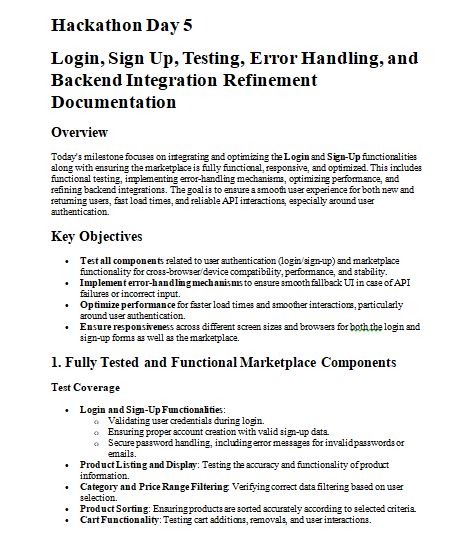 Hackathon Day 5
Login, Sign Up, Testing, Error Handling, and
Backend Integration Refinement
Documentation
Overview
Today's milestone focuses on integrating and optimizing the Login and Sign-Up functionalities
along with ensuring the marketplace is fully functional, responsive, and optimized. This includes
functional testing, implementing error-handling mechanisms, optimizing performance, and
refining backend integrations. The goal is to ensure a smooth user experience for both new and
returning users, fast load times, and reliable API interactions, especially around user
authentication.
Key Objectives
• Test all components related to user authentication (login/sign-up) and marketplace
functionality for cross-browser/device compatibility, performance, and stability.
• Implement error-handling mechanisms to ensure smooth fallback UI in case of API
failures or incorrect input.
• Optimize performance for faster load times and smoother interactions, particularly
around user authentication.
• Ensure responsiveness across different screen sizes and browsers for both the login and
sign-up forms as well as the marketplace.
1. Fully Tested and Functional Marketplace Components
Test Coverage
• Login and Sign-Up Functionalities:
o Validating user credentials during login.
o Ensuring proper account creation with valid sign-up data.
o Secure password handling, including error messages for invalid passwords or
emails.
• Product Listing and Display: Testing the accuracy and functionality of product
information.
• Category and Price Range Filtering: Verifying correct data filtering based on user
selection.
• Product Sorting: Ensuring products are sorted accurately according to selected criteria.
• Cart Functionality: Testing cart additions, removals, and user interactions.